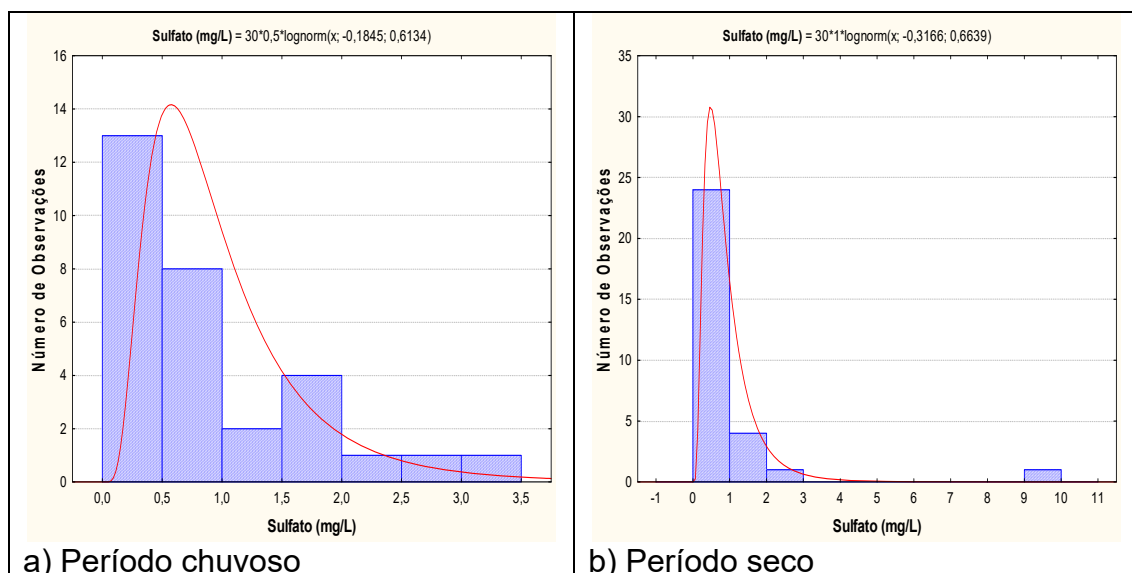 Sulfato (mg/L) = 30*0,5*lognorm(x; -0,1845; 0,6134)
16
14
12
10
8
6
4
2
0
Número de Observações
0,0 0,5 1,0 1,5 2,0 2,5 3,0 3,5
Sulfato (mg/L)
a) Período chuvoso
Sulfato (mg/L) = 30*1*lognorm(x; -0,3166; 0,6639)
35
30
25
20
15
10
5
0
Número de Observações
-1 0 1 2 3 4 5 6 7 8 9 10 11
Sulfato (mg/L)
b) Período seco